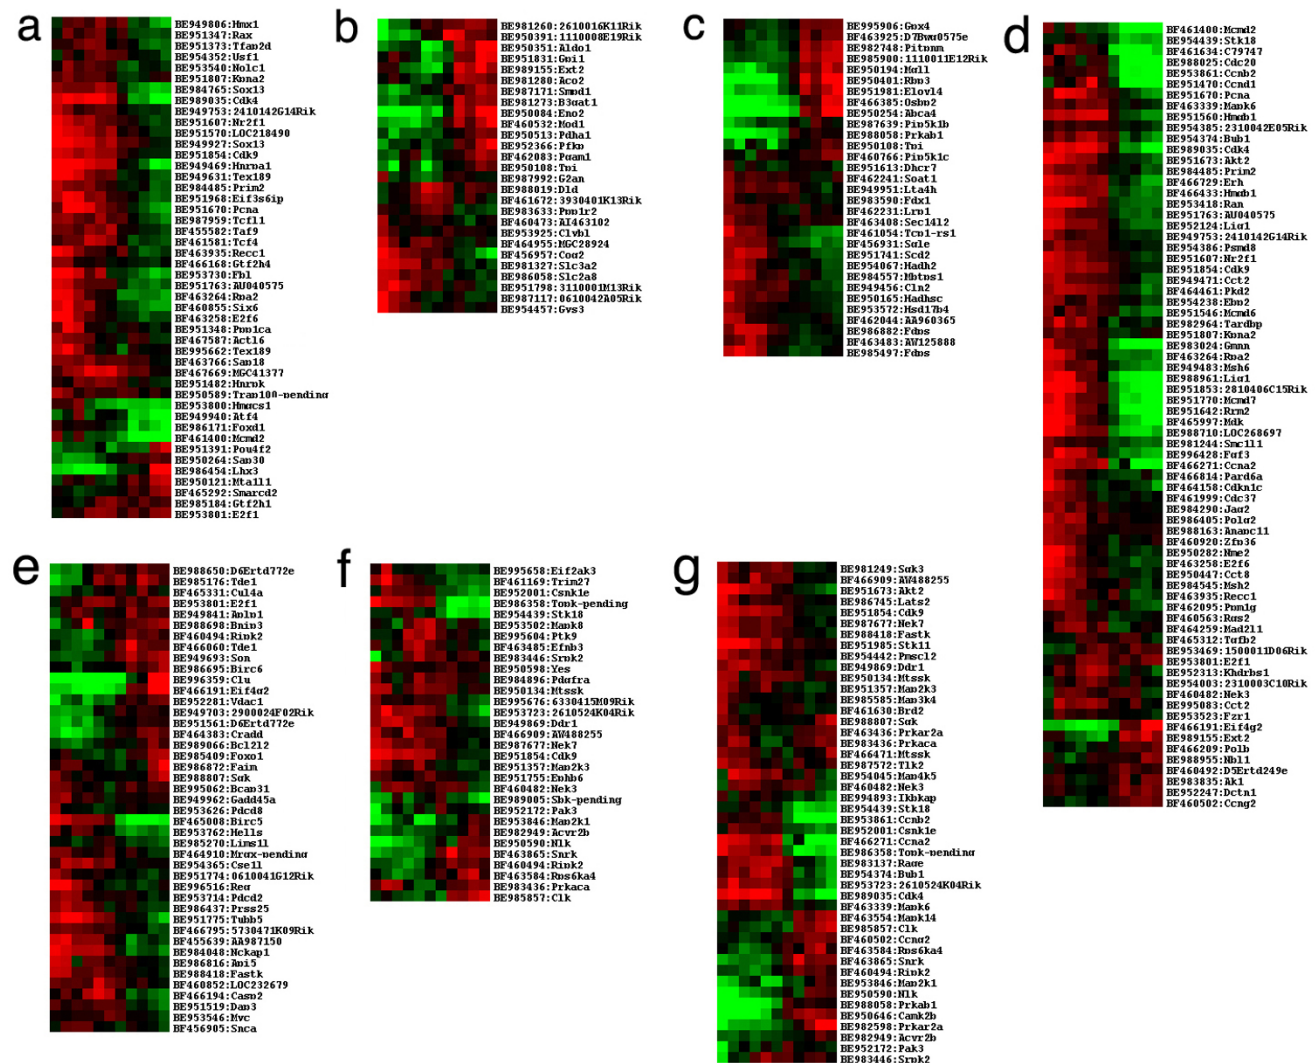 a
BE949806:Hmx1
BE951347:Rax
BE951373:Tfap2d
BE954352:Usf1
BE953540:Nolc1
BE951807:Kpna2
BE984765:Sox13
BE989035:Cdk4
BE949753:2410142G14Rik
BE951607:Nr2f1
BE951570:LOC218490
BE949927:Sox13
BE951854:Cdk9
BE949469:Hnrpa1
BE949631:Tex189
BE984485:Prim2
BE951968:Eif3s6ip
BE951670:Pcna
BE987959:Tcfl1
BF455582:Taf9
BF461581:Tcf4
BF463935:Recc1
BF466168:Gtf2h4
BE953730:Fbl
BE951763:AU040575
BF463264:Rpa2
BF460855:Six6
BF463258:E2f6
BE951348:Ppp1ca
BF467587:Actl6
BE995662:Tex189
BF463766:Sap18
BF467669:MGC41377
BE951482:Hnrpk
BE950589:Trap100-pending
BE953800:Hmgcs1
BE949940:Atf4
BE986171:Foxd1
BF461400:Mcmd2
BE951391:Pou4f2
BE950264:Sap30
BE986454:Lhx3
BE950121:Mta1l1
BF465292:Smarcd2
BE985184:Gtf2h1
BE953801:E2f1
b
BE981260:2610016K11Rik
BE950391:1110008E19Rik
BE950351:Aldo1
BE951831:Gpi1
BE989155:Ext2
BE981280:Aco2
BE987171:Smpd1
BE981273:B3gat1
BE950084:Eno2
BF460532:Mod1
BE950513:Pdha1
BE952366:Pfkp
BF462083:Pgam1
BE950108:Tpi
BE987992:G2an
BE988019:Dld
BF461672:3930401K13Rik
BE983633:Ppp1r2
BF460473:AI463102
BE953925:Clybl
BF464955:MGC28924
BF456957:Coq2
BE981327:Slc3a2
BE986058:Slc2a8
BE951798:3110001M13Rik
BE987117:0610042A05Rik
BE954457:Gys3
c
BE995906:Gpx4
BF463925:D7Bwg0575e
BE982748:Pitpnm
BE985900:1110011E12Rik
BE950194:Mgll
BE950401:Rbp3
BE951981:Elovl4
BF466385:Osbp2
BE950254:Abca4
BE987639:Pip5k1b
BE988058:Prkab1
BE950108:Tpi
BF460766:Pip5k1c
BE951613:Dhcr7
BF462241:Soat1
BE949951:Lta4h
BE983590:Fdx1
BF462231:Lrp1
BF463408:Sec14l2
BF461054:Tcp1-rs1
BF456931:Sqle
BE951741:Scd2
BE954067:Madh2
BE984557:Mbtps1
BE949456:Cln2
BE950165:Hadhsc
BE953572:Hsd17b4
BF462044:AA960365
BE986882:Fdps
BF463483:AW125888
BE985497:Fdps
d
BF461400:Mcmd2
BE954439:Stk18
BF461634:C79747
BE988025:Cdc20
BE953861:Ccnb2
BE951470:Ccnd1
BE951670:Pcna
BF463339:Mapk6
BE951560:Hmgb1
BE954385:2310042E05Rik
BE954374:Bub1
BE989035:Cdk4
BE951673:Akt2
BE984485:Prim2
BF466729:Erh
BF466433:Hmgb1
BE953418:Ran
BE951763:AU040575
BE952124:Lig1
BE949753:2410142G14Rik
BE954386:Psmd8
BE951607:Nr2f1
BE951854:Cdk9
BE949471:Cct2
BF464461:Pkd2
BE954238:Ebp2
BE951546:Mcmd6
BE982964:Tardbp
BE951807:Kpna2
BE983024:Gmnn
BF463264:Rpa2
BE949483:Msh6
BE988961:Lig1
BE951853:2810406C15Rik
BE951770:Mcmd7
BE951642:Rrm2
BF465997:Mdk
BE988710:LOC268697
BE981244:Smc1l1
BE996428:Fgf3
BF466271:Ccna2
BF466814:Pard6a
BF464158:Cdkn1c
BF461999:Cdc37
BE984290:Jag2
BE986405:Polg2
BE988163:Anapc11
BF460920:Zfp36
BE950282:Nme2
BF463258:E2f6
BE950447:Cct8
BE984545:Msh2
BF463935:Recc1
BF462095:Ppm1g
BF460563:Rgs2
BF464259:Mad2l1
BF465312:Tgfb2
BE953469:1500011D06Rik
BE953801:E2f1
BE952313:Khdrbs1
BE954003:2310003C10Rik
BF460482:Nek3
BE995083:Cct2
BE953523:Fzr1
BF466191:Eif4g2
BE989155:Ext2
BF466209:Polb
BE988955:Nbl1
BF460492:D5Ertd249e
BE983835:Ak1
BE952247:Dctn1
BF460502:Ccng2
e
BE988650:D6Ertd772e
BE985176:Tde1
BF465331:Cul4a
BE953801:E2f1
BE949841:Aplp1
BE988698:Bnip3
BF460494:Ripk2
BF466060:Tde1
BE949693:Son
BE986695:Birc6
BE996359:Clu
BF466191:Eif4g2
BE952281:Vdac1
BE949703:2900024F02Rik
BE951561:D6Ertd772e
BF464383:Cradd
BE989066:Bcl2l2
BE985409:Foxo1
BE986872:Faim
BE988807:Sgk
BE995062:Bcap31
BE949962:Gadd45a
BE953626:Pdcd8
BF465008:Birc5
BE953762:Hells
BE985270:Lims1l
BF464910:Mrgx-pending
BE954365:Cse1l
BE951774:0610041G12Rik
BE996516:Reg
BE953714:Pdcd2
BE986437:Prss25
BE951775:Tubb5
BF466795:5730471K09Rik
BF455639:AA987150
BE984048:Nckap1
BE986816:Api5
BE988418:Fastk
BF460852:LOC232679
BF466194:Casp2
BE951519:Dap3
BE953546:Myc
BF456905:Snca
f
BE995658:Eif2ak3
BF461169:Trim27
BE952001:Csnk1e
BE986358:Topk-pending
BE954439:Stk18
BE953502:Mapk8
BE995604:Ptk9
BF463485:Efnb3
BE983446:Srpk2
BE950598:Yes
BE984896:Pdgfra
BE950134:Mtssk
BE995676:6330415M09Rik
BE953723:2610524K04Rik
BE949869:Ddr1
BF466909:AW488255
BE987677:Nek7
BE951854:Cdk9
BE951357:Map2k3
BE951755:Ephb6
BF460482:Nek3
BE989005:Sbk-pending
BE952172:Pak3
BE953846:Map2k1
BE982949:Acvr2b
BE950590:Nlk
BF463865:Snrk
BF460494:Ripk2
BF463584:Rps6ka4
BE983436:Prkaca
BE985857:Clk
g
BE981249:Sgk3
BF466909:AW488255
BE951673:Akt2
BE986745:Lats2
BE951854:Cdk9
BE987677:Nek7
BE988418:Fastk
BE951985:Stk11
BE954442:Pmscl2
BE949869:Ddr1
BE950134:Mtssk
BE951357:Map2k3
BE985585:Map3k4
BF461630:Brd2
BE988807:Sgk
BF463436:Prkar2a
BE983436:Prkaca
BF466471:Mtssk
BE987572:Tlk2
BE954045:Map4k5
BF460482:Nek3
BE994893:Ikbkap
BE954439:Stk18
BE953861:Ccnb2
BE952001:Csnk1e
BF466271:Ccna2
BE986358:Topk-pending
BE983137:Rage
BE954374:Bub1
BE953723:2610524K04Rik
BE989035:Cdk4
BF463339:Mapk6
BF463554:Mapk14
BE985857:Clk
BF460502:Ccng2
BF463584:Rps6ka4
BF463865:Snrk
BF460494:Ripk2
BE953846:Map2k1
BE950590:Nlk
BE988058:Prkab1
BE950646:Camk2b
BE982598:Prkar2a
BE982949:Acvr2b
BE952172:Pak3
BE983446:Srpk2